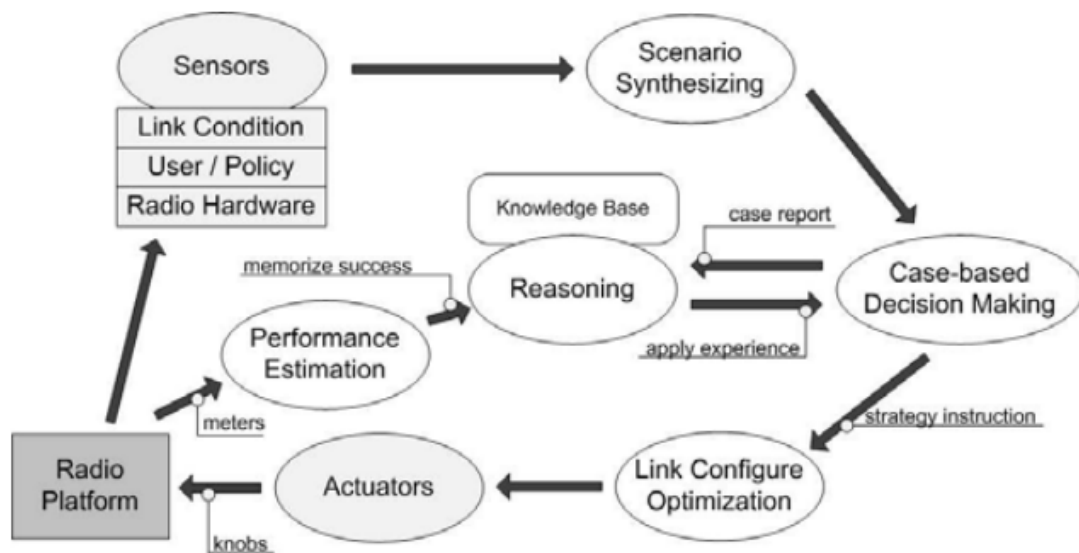 Sensors
Link Condition
User / Policy
Radio Hardware
Scenario
Synthesizing
Knowledge Base
case report
memorize success
Reasoning
Case-based
Decision Making
apply experience
Performance
Estimation
meters
strategy instruction
Radio
Platform
Actuators
Link Configure
Optimization
knobs